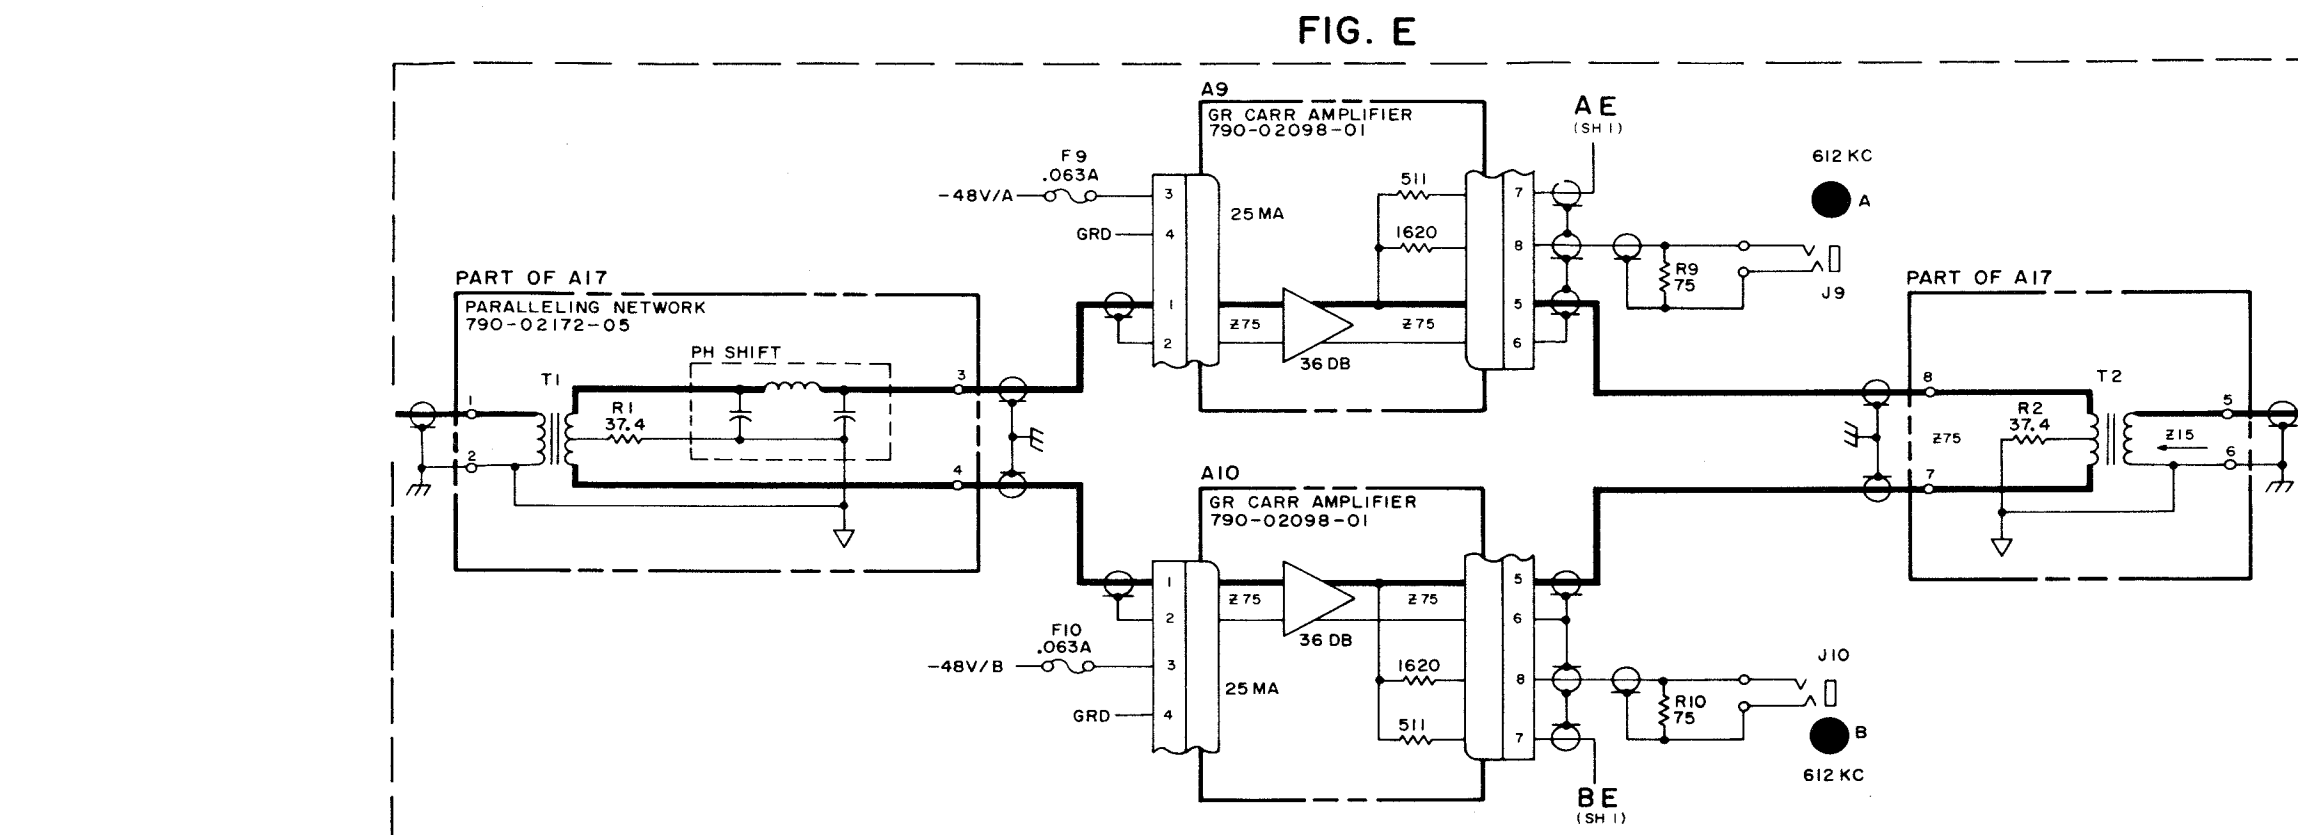 FIG. E
A9
GR CARR AMPLIFIER
790-02098-01
AE
(SH 1)
612 KC
A
F9
.063A
-48V/A
3
25 MA
GRD
4
511
7
1620
8
R9
75
J9
PART OF A17
PARALLELING NETWORK
790-02172-05
PH SHIFT
T1
R1
37.4
1
2
3
4
1
Z75
Z75
5
2
36 DB
6
PART OF A17
8
T2
R2
37.4
Z75
5
Z15
6
7
A10
GR CARR AMPLIFIER
790-02098-01
1
Z75
Z75
5
2
36 DB
6
F10
.063A
-48V/B
3
25 MA
GRD
4
1620
8
511
7
R10
75
J10
B
612 KC
BE
(SH 1)